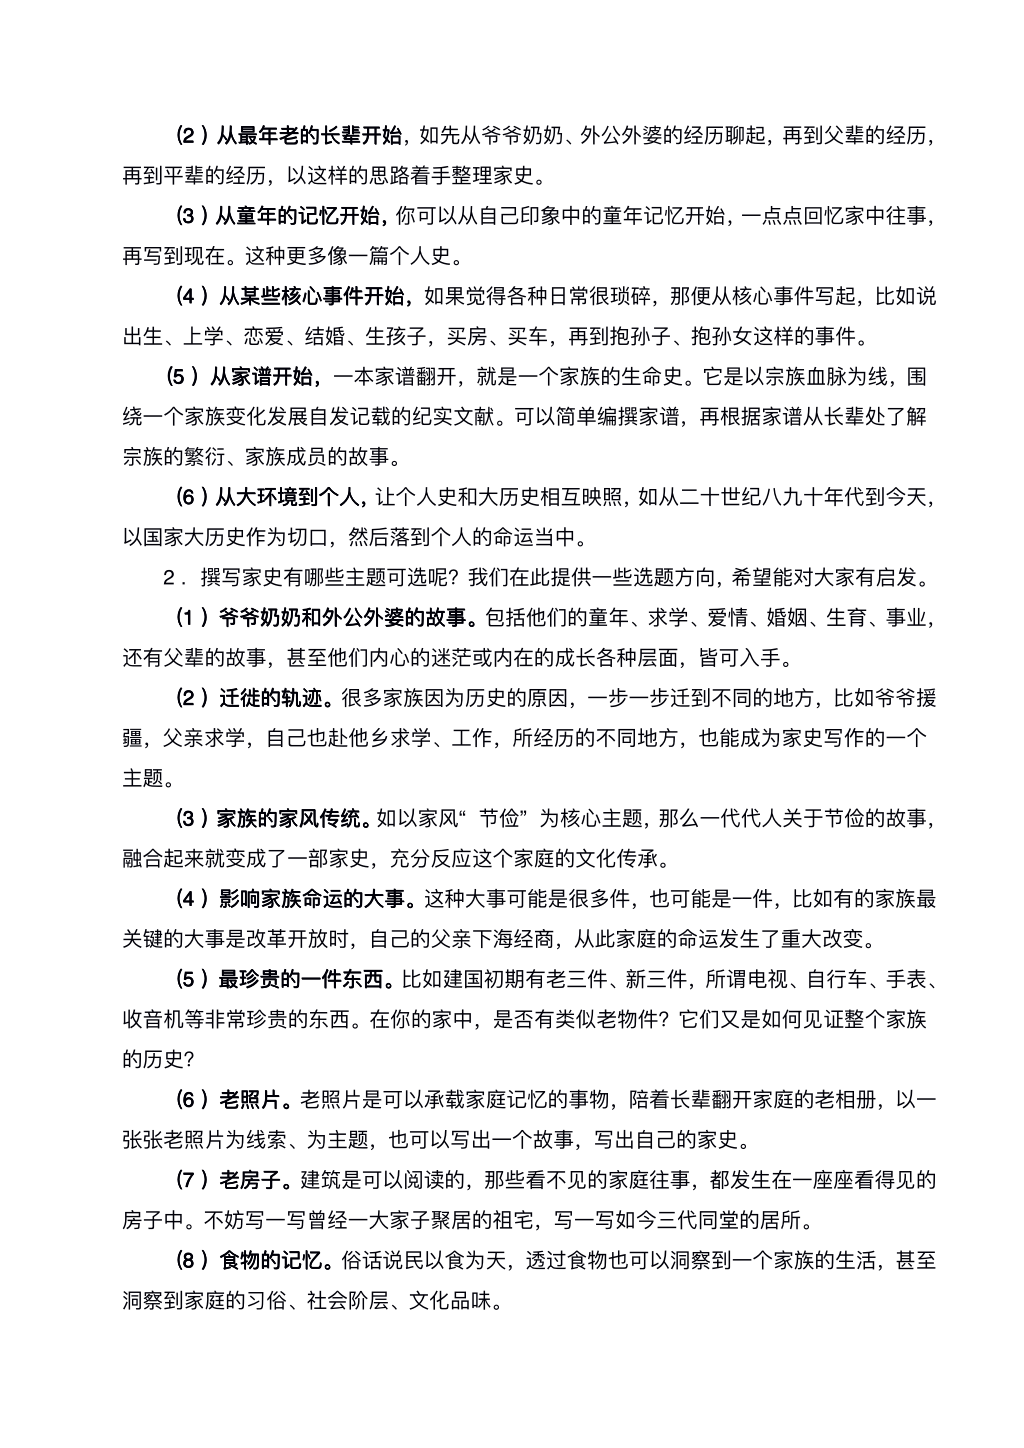 （2）从最年老的长辈开始，如先从爷爷奶奶、外公外婆的经历聊起，再到父辈的经历，
再到平辈的经历，以这样的思路着手整理家史。
（3）从童年的记忆开始，你可以从自己印象中的童年记忆开始，一点点回忆家中往事，
再写到现在。这种更多像一篇个人史。
（4）从某些核心事件开始，如果觉得各种日常很琐碎，那便从核心事件写起，比如说
出生、上学、恋爱、结婚、生孩子，买房、买车，再到抱孙子、抱孙女这样的事件。
（5）从家谱开始，一本家谱翻开，就是一个家族的生命史。它是以宗族血脉为线，围
绕一个家族变化发展自发记载的纪实文献。可以简单编撰家谱，再根据家谱从长辈处了解
宗族的繁衍、家族成员的故事。
（6）从大环境到个人，让个人史和大历史相互映照，如从二十世纪八九十年代到今天，
以国家大历史作为切口，然后落到个人的命运当中。
2．撰写家史有哪些主题可选呢？我们在此提供一些选题方向，希望能对大家有启发。
（1）爷爷奶奶和外公外婆的故事。包括他们的童年、求学、爱情、婚姻、生育、事业，
还有父辈的故事，甚至他们内心的迷茫或内在的成长各种层面，皆可入手。
（2）迁徙的轨迹。很多家族因为历史的原因，一步一步迁到不同的地方，比如爷爷援
疆，父亲求学，自己也赴他乡求学、工作，所经历的不同地方，也能成为家史写作的一个
主题。
（3）家族的家风传统。如以家风“节俭”为核心主题，那么一代代人关于节俭的故事，
融合起来就变成了一部家史，充分反应这个家庭的文化传承。
（4）影响家族命运的大事。这种大事可能是很多件，也可能是一件，比如有的家族最
关键的大事是改革开放时，自己的父亲下海经商，从此家庭的命运发生了重大改变。
（5）最珍贵的一件东西。比如建国初期有老三件、新三件，所谓电视、自行车、手表、
收音机等非常珍贵的东西。在你的家中，是否有类似老物件？它们又是如何见证整个家族
的历史？
（6）老照片。老照片是可以承载家庭记忆的事物，陪着长辈翻开家庭的老相册，以一
张张老照片为线索、为主题，也可以写出一个故事，写出自己的家史。
（7）老房子。建筑是可以阅读的，那些看不见的家庭往事，都发生在一座座看得见的
房子中。不妨写一写曾经一大家子聚居的祖宅，写一写如今三代同堂的居所。
（8）食物的记忆。俗话说民以食为天，透过食物也可以洞察到一个家族的生活，甚至
洞察到家庭的习俗、社会阶层、文化品味。